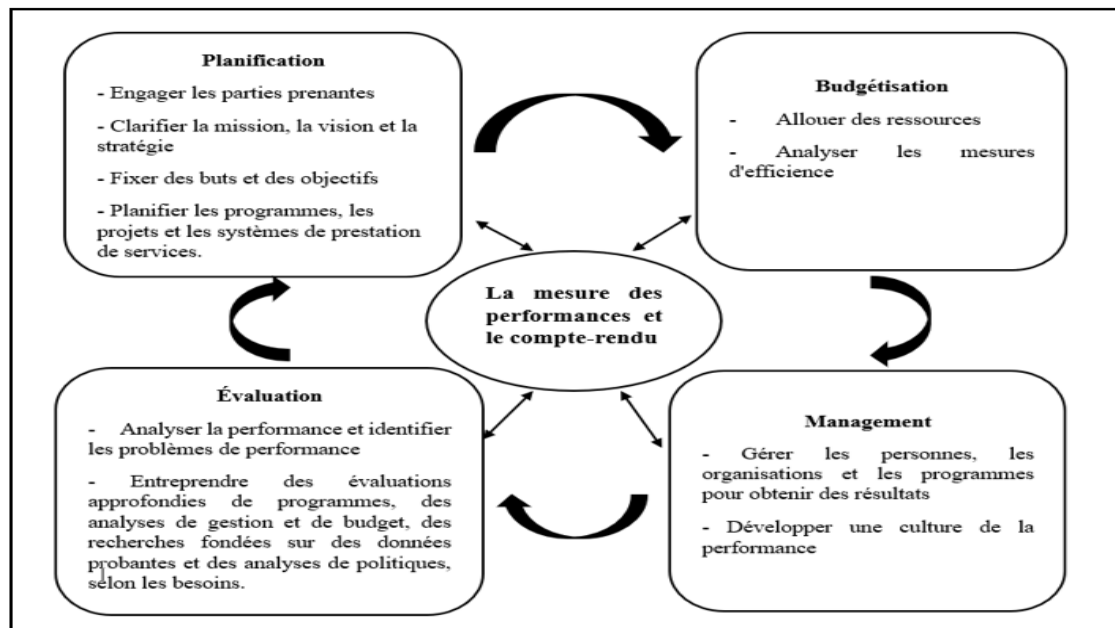 Planification
- Engager les parties prenantes
- Clarifier la mission, la vision et la
stratégie
- Fixer des buts et des objectifs
- Planifier les programmes, les
projets et les systèmes de prestation
de services.
Budgétisation
- Allouer des ressources
- Analyser les mesures
d'efficience
La mesure des
performances et
le compte-rendu
Évaluation
- Analyser la performance et identifier
les problèmes de performance
- Entreprendre des évaluations
approfondies de programmes, des
analyses de gestion et de budget, des
recherches fondées sur des données
probantes et des analyses de politiques,
selon les besoins.
Management
- Gérer les personnes, les
organisations et les programmes
pour obtenir des résultats
- Développer une culture de la
performance